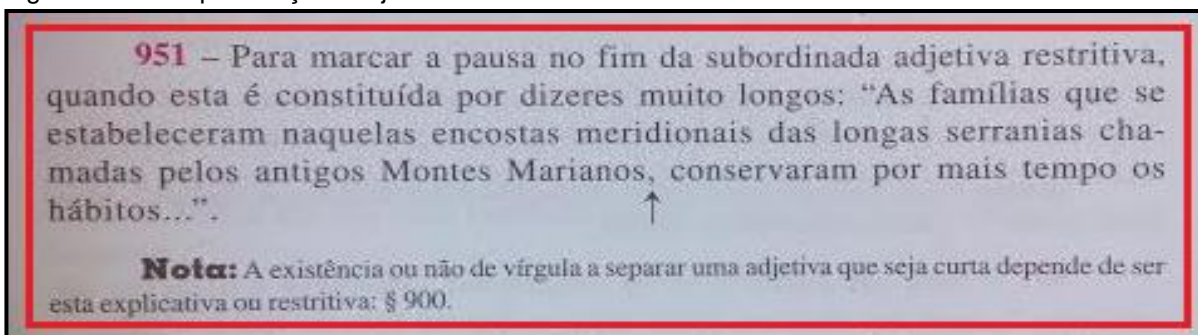 951 – Para marcar a pausa no fim da subordinada adjetiva restritiva,
quando esta é constituída por dizeres muito longos: “As famílias que se
estabeleceram naquelas encostas meridionais das longas serranias cha-
madas pelos antigos Montes Marianos, conservaram por mais tempo os
hábitos...”.
↑
Nota: A existência ou não de vírgula a separar uma adjetiva que seja curta depende de ser
esta explicativa ou restritiva: § 900.